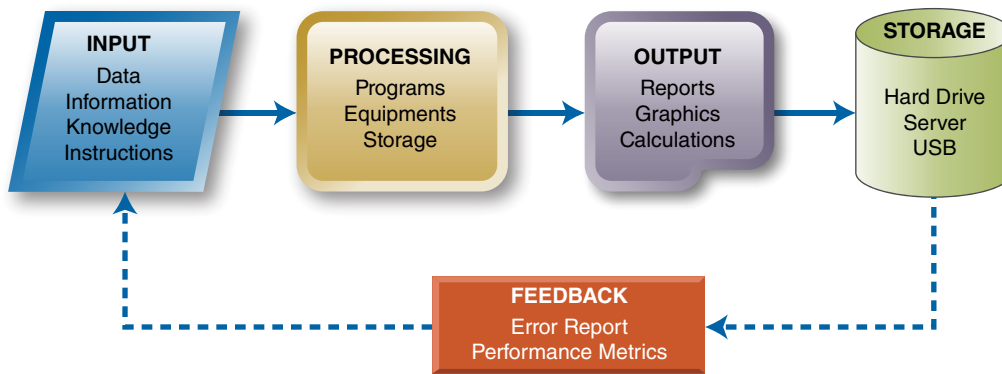 INPUT
Data
Information
Knowledge
Instructions
PROCESSING
Programs
Equipments
Storage
OUTPUT
Reports
Graphics
Calculations
STORAGE
Hard Drive
Server
USB
FEEDBACK
Error Report
Performance Metrics